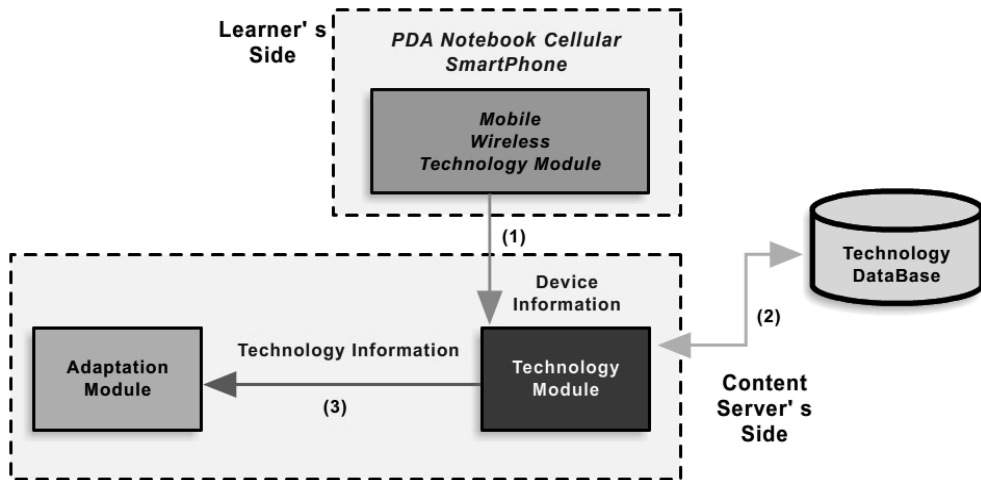 Learner' s
Side
PDA Notebook Cellular
SmartPhone
Mobile
Wireless
Technology Module
(1)
Device
Information
Technology
DataBase
(2)
Technology Information
(3)
Adaptation
Module
Technology
Module
Content
Server' s
Side